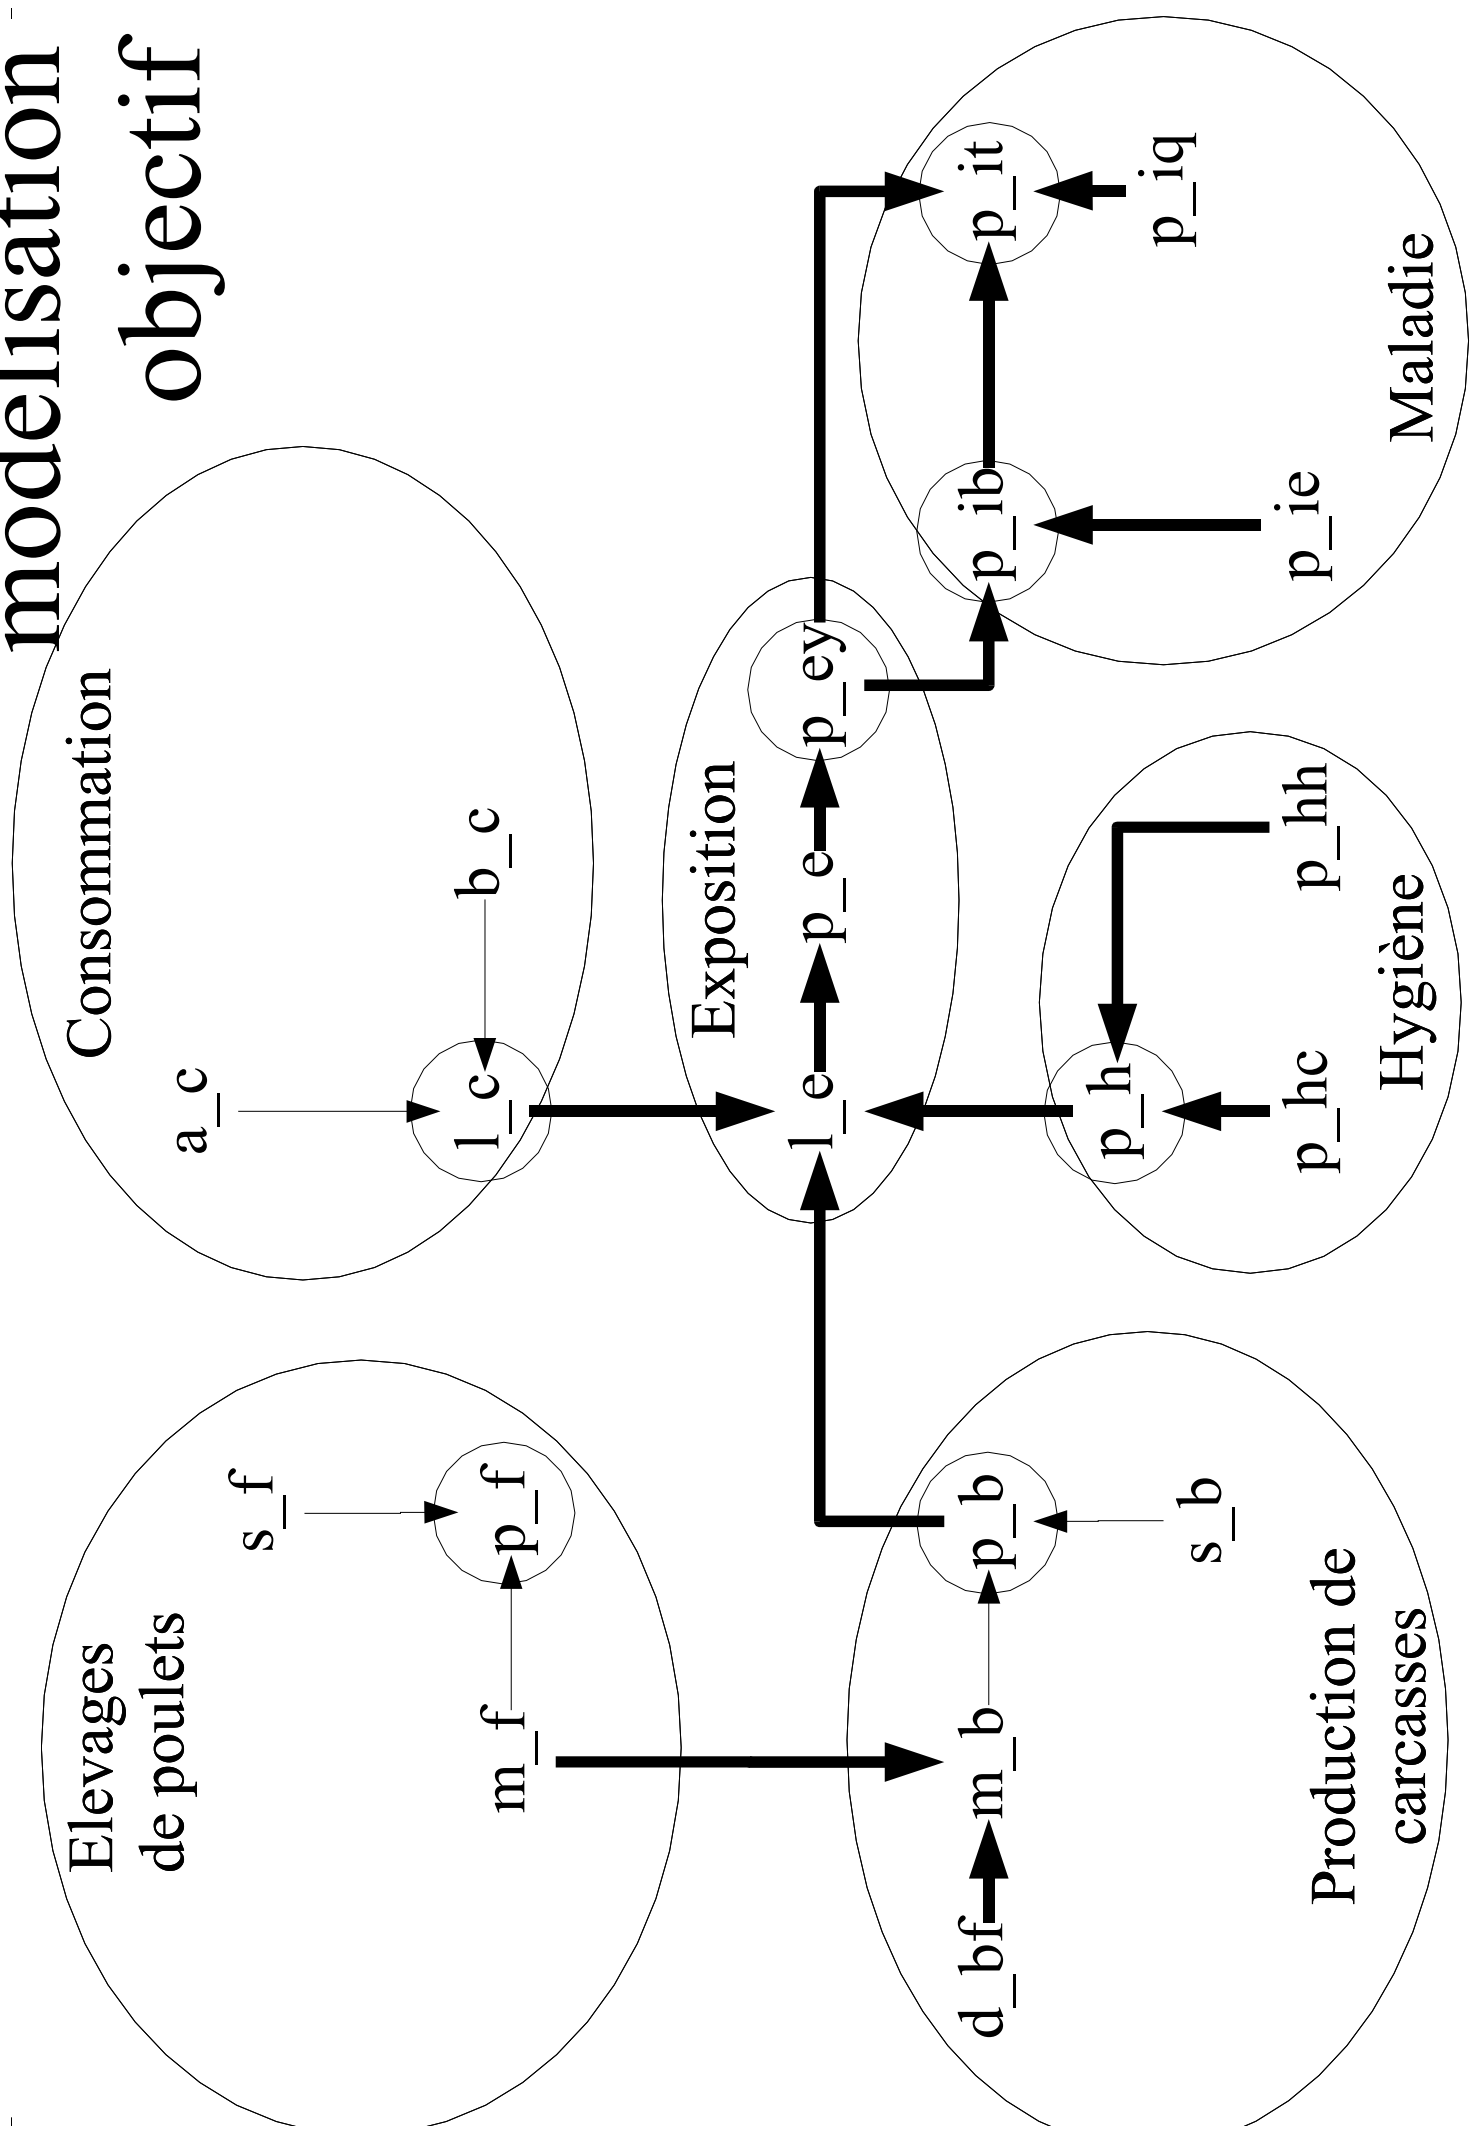 modelisation
objectif
Elevages
de poulets
s_f
m_f
p_f
Consommation
a_c
l_c
b_c
Exposition
l_e
p_e
p_ey
d_bf
m_b
p_b
s_b
Production de
carcasses
p_h
p_hc
p_hh
Hygiène
p_ib
p_it
p_iq
p_ie
Maladie